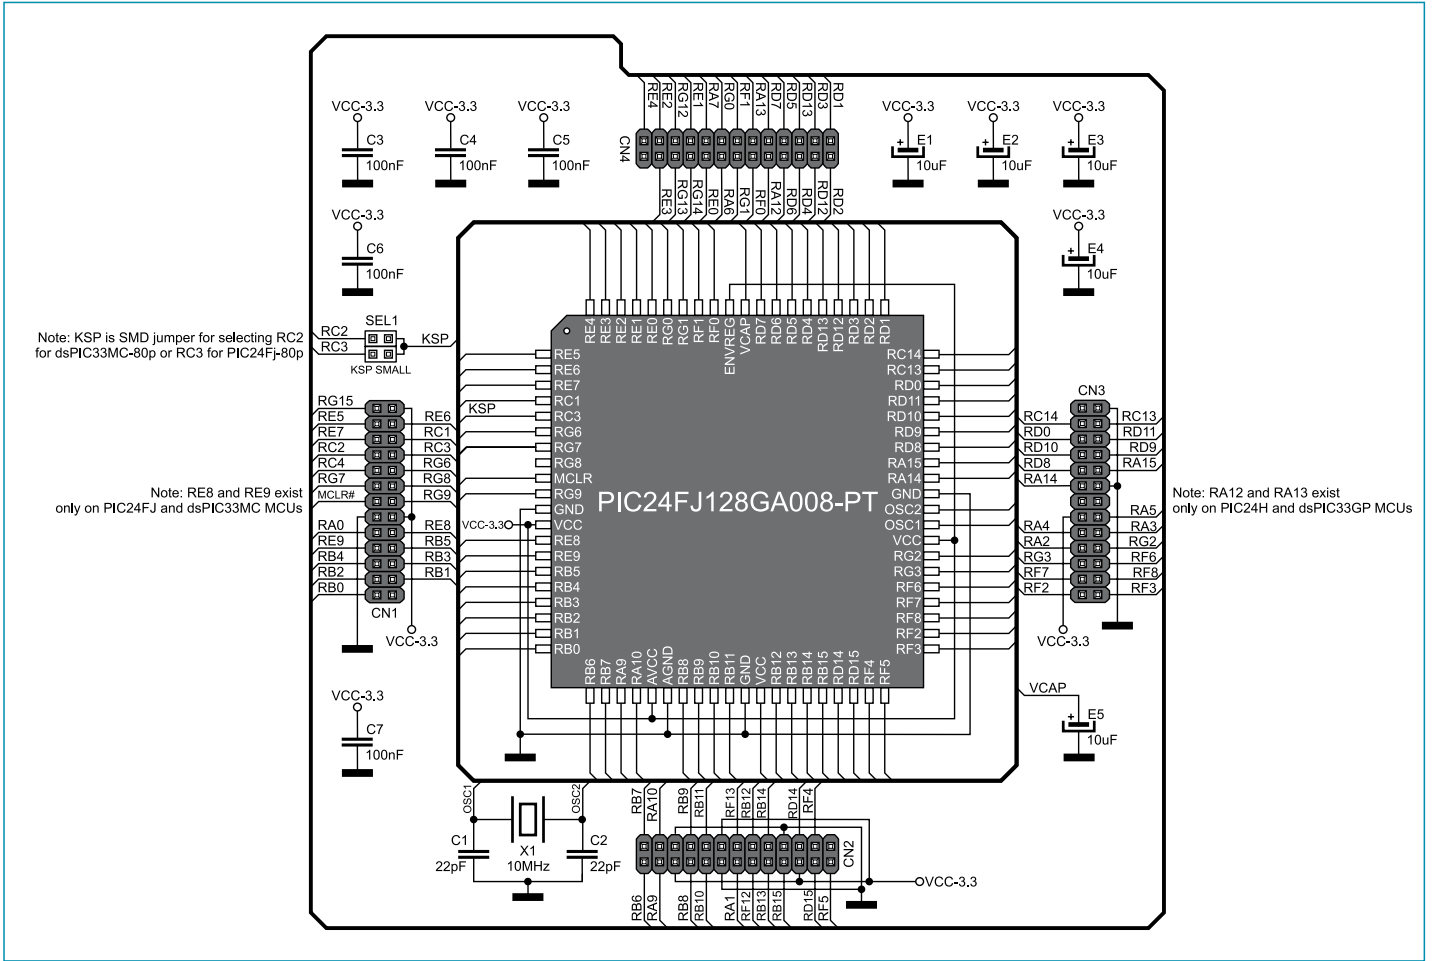 RE4
RE2
RG12
RE1
RA7
RG0
RF1
RA13
RD7
RD5
RD13
RD3
RD1
CN4
RE3
RG13
RG14
RE0
RA6
RG1
RF0
RA12
RD6
RD4
RD12
RD2
VCC-3.3
C3
100nF
VCC-3.3
C4
100nF
VCC-3.3
C5
100nF
VCC-3.3
+
E1
10uF
VCC-3.3
+
E2
10uF
VCC-3.3
+
E3
10uF
VCC-3.3
C6
100nF
VCC-3.3
+
E4
10uF
Note: KSP is SMD jumper for selecting RC2
for dsPIC33MC-80p or RC3 for PIC24Fj-80p
RC2
RC3
SEL1
KSP
KSP SMALL
RE4
RE3
RE2
RE1
RE0
RG0
RG1
RF1
RF0
ENVREG
VCAP
RD7
RD6
RD5
RD4
RD13
RD12
RD3
RD2
RD1
KSP
RE5
RE6
RE7
RC1
RC3
RG6
RG7
RG8
MCLR
RG9
GND
VCC
RE8
RE9
RB5
RB4
RB3
RB2
RB1
RB0
VCC-3.3
PIC24FJ128GA008-PT
RC14
RC13
RD0
RD11
RD10
RD9
RD8
RA15
RA14
GND
OSC2
OSC1
VCC
RG2
RG3
RF6
RF7
RF8
RF2
RF3
RB6
RB7
RA9
RA10
AVCC
AGND
RB8
RB9
RB10
RB11
GND
VCC
RB12
RB13
RB14
RB15
RD14
RD15
RF4
RF5
Note: RE8 and RE9 exist
only on PIC24FJ and dsPIC33MC MCUs
RG15
RE5
RE7
RC2
RC4
RG7
MCLR#
RA0
RE9
RB4
RB2
RB0
RE6
RC1
RC3
RG6
RG8
RG9
RE8
RB5
RB3
RB1
CN1
VCC-3.3
CN3
RC14
RD0
RD10
RD8
RA14
RA4
RA2
RG3
RF7
RF2
RC13
RD11
RD9
RA15
RA5
RA3
RG2
RF6
RF8
RF3
VCC-3.3
Note: RA12 and RA13 exist
only on PIC24H and dsPIC33GP MCUs
VCC-3.3
C7
100nF
VCAP
+
E5
10uF
OSC1
OSC2
C1
22pF
X1
10MHz
C2
22pF
RB7
RA10
RB9
RB11
RF13
RB12
RB14
RD14
RF4
CN2
VCC-3.3
RB6
RA9
RB8
RB10
RA1
RF12
RB13
RB15
RD15
RF5